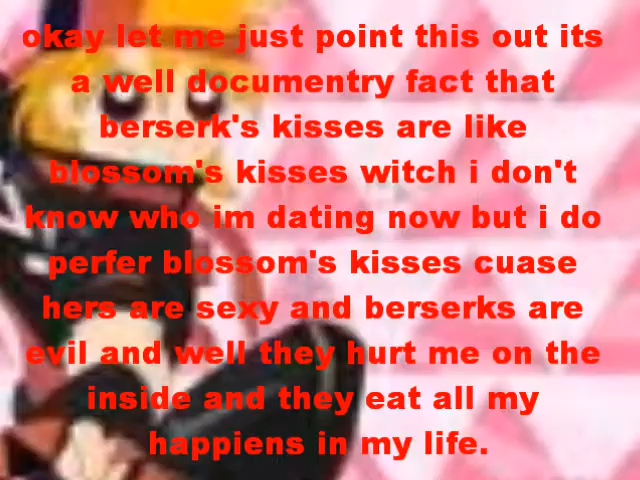 okay let me just point this out its
a well documentry fact that
berserk's kisses are like
blossom's kisses witch i don't
know who im dating now but i do
perfer blossom's kisses cuase
hers are sexy and berserks are
evil and well they hurt me on the
inside and they eat all my
happiens in my life.